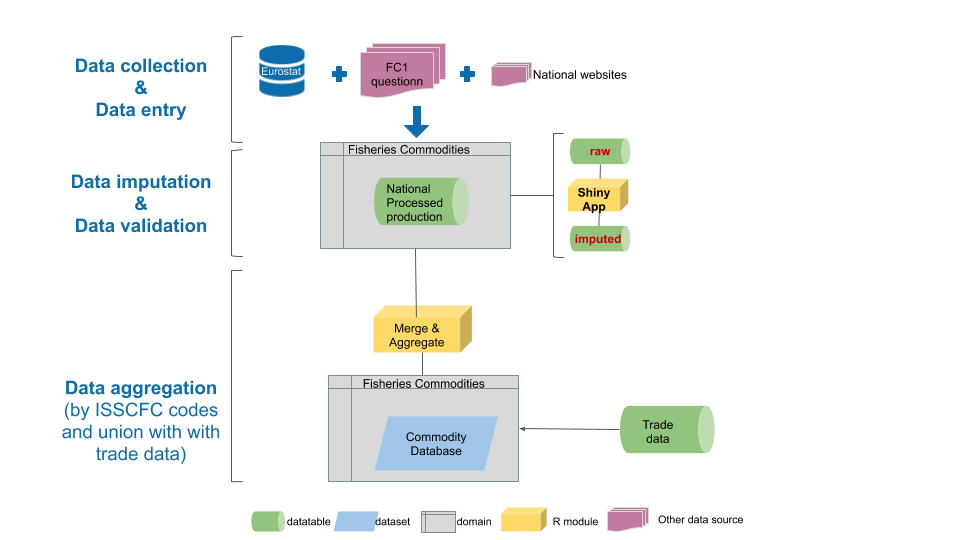 Data collection
&
Data entry
Eurostat
FC1
questionn
National websites
Data imputation
&
Data validation
Fisheries Commodities
National
Processed
production
raw
Shiny
App
imputed
Merge &
Aggregate
Data aggregation
(by ISSCFC codes
and union with with
trade data)
Fisheries Commodities
Commodity
Database
Trade
data
datatable
dataset
domain
R module
Other data source